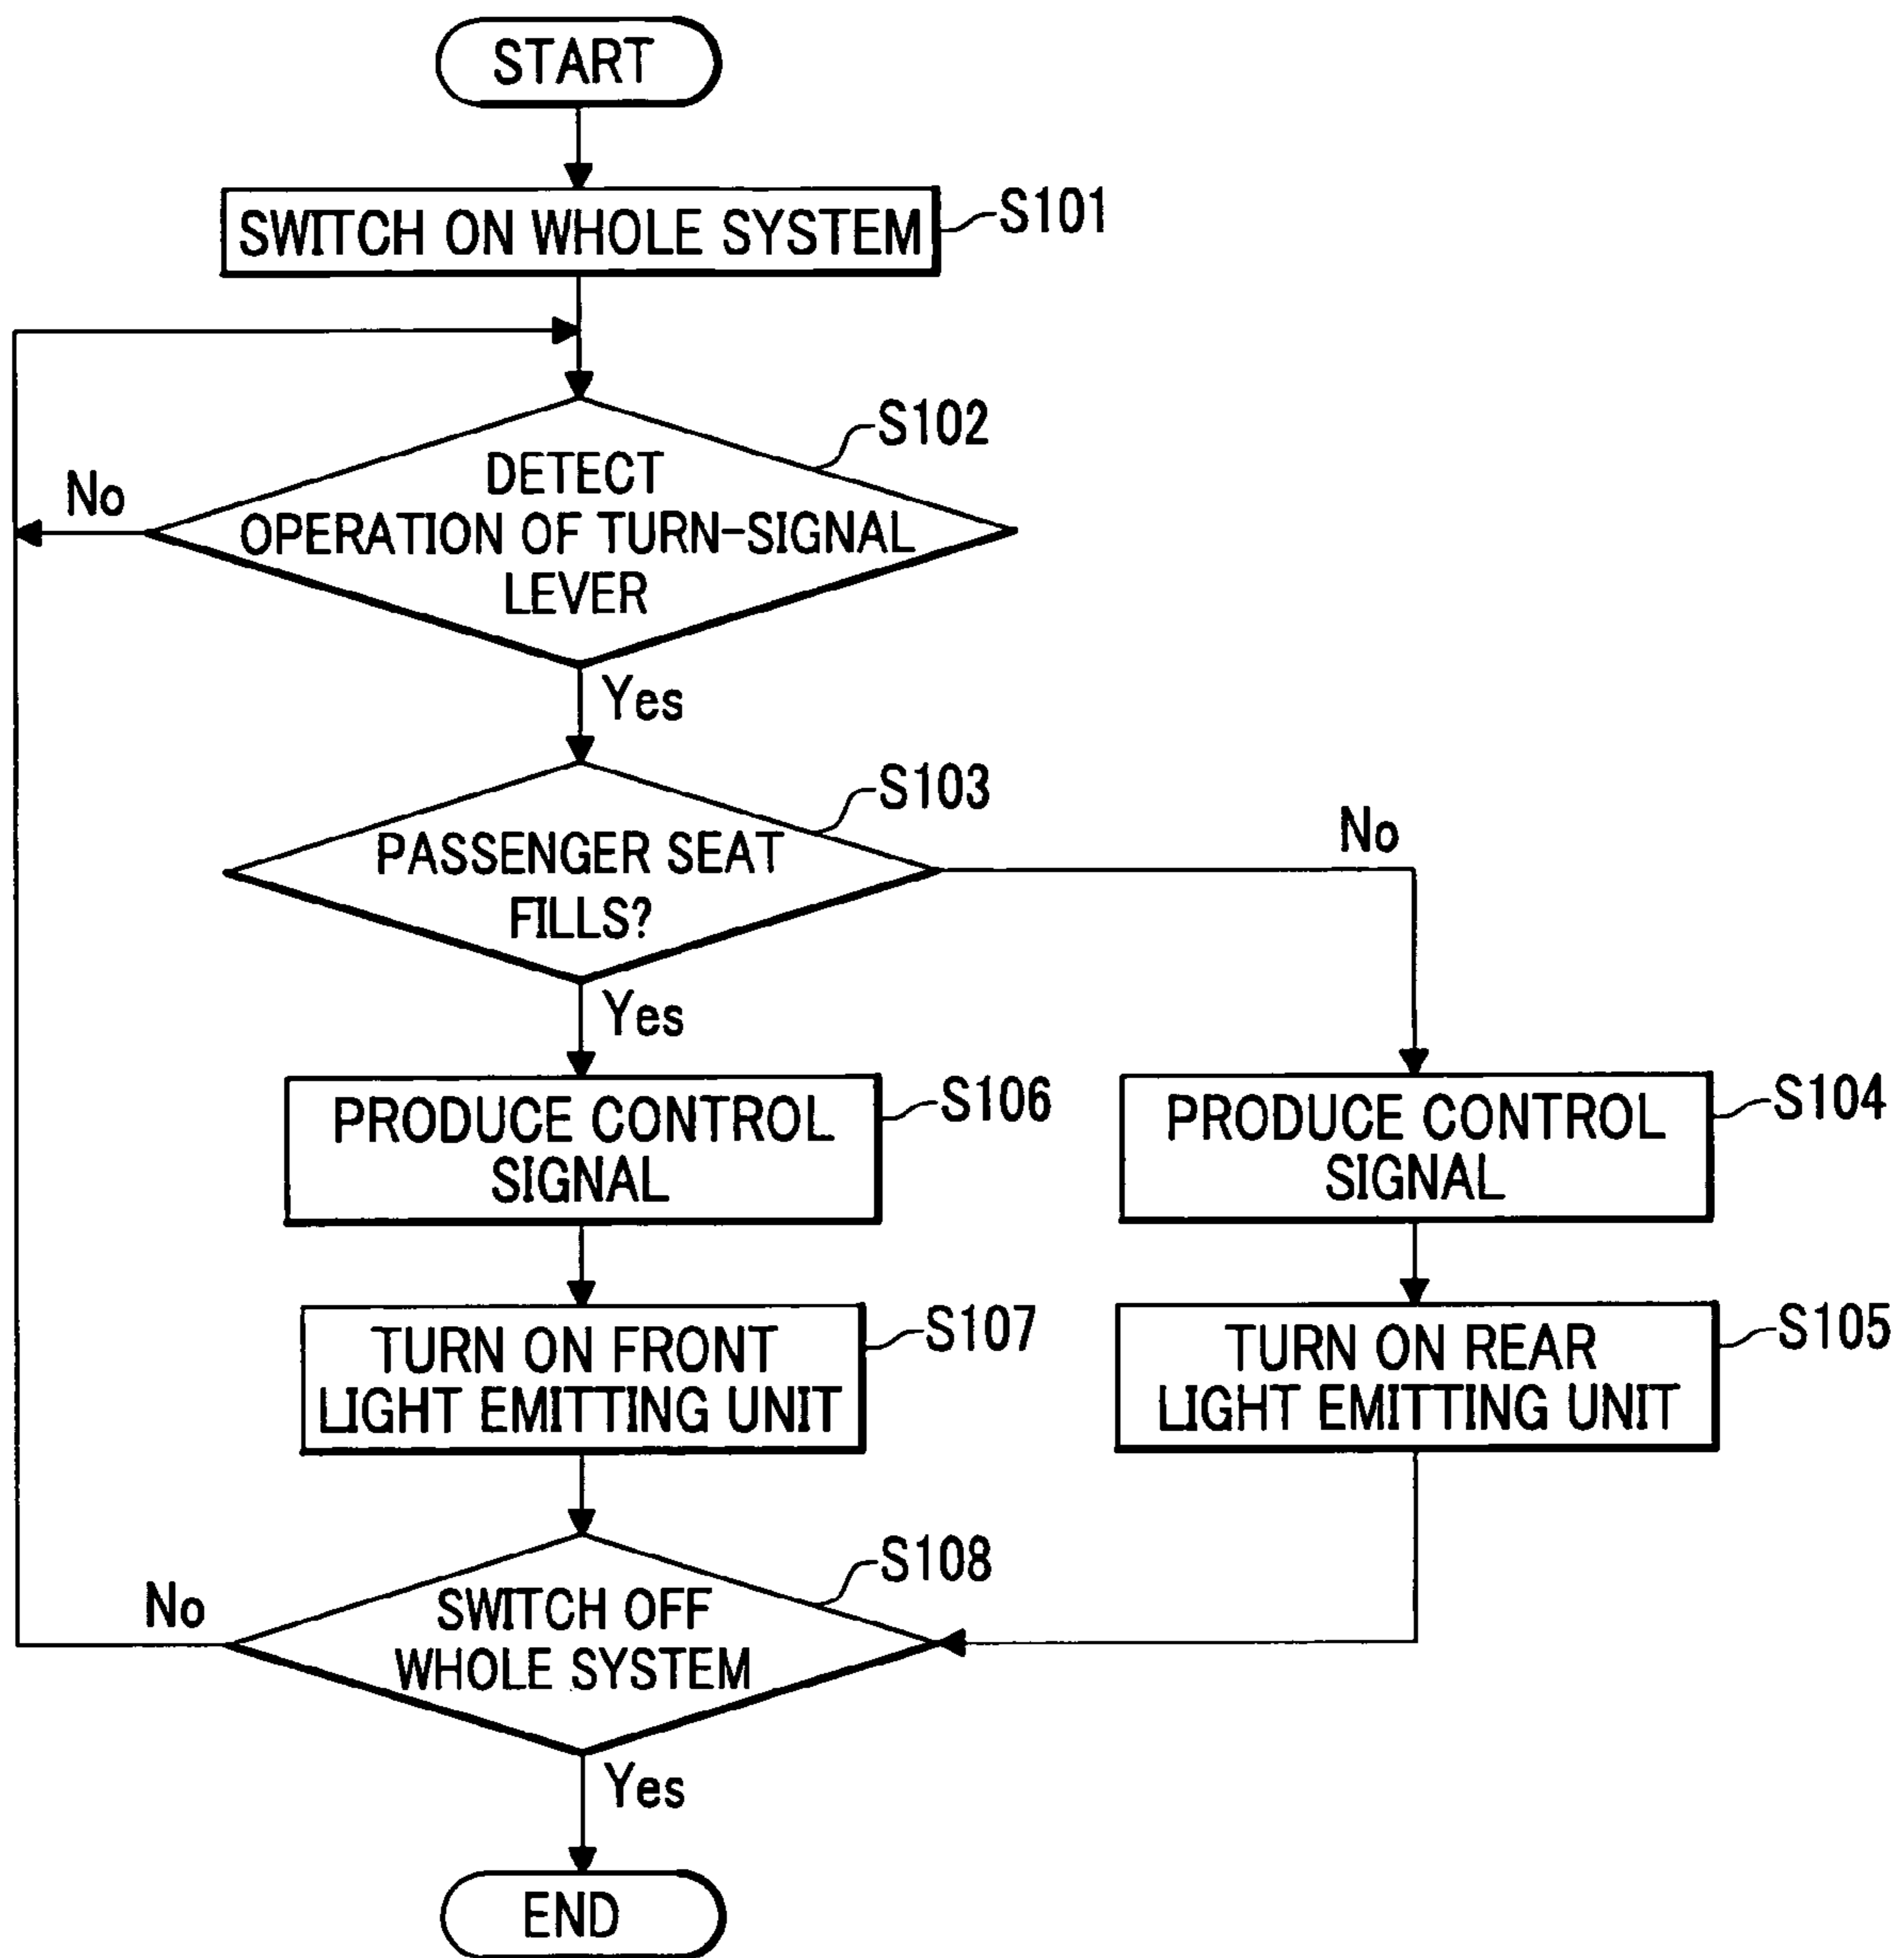 START
SWITCH ON WHOLE SYSTEM
S101
S102
DETECT
OPERATION OF TURN-SIGNAL
LEVER
No
Yes
S103
PASSENGER SEAT
FILLS?
No
Yes
PRODUCE CONTROL
SIGNAL
S106
PRODUCE CONTROL
SIGNAL
S104
TURN ON FRONT
LIGHT EMITTING UNIT
S107
TURN ON REAR
LIGHT EMITTING UNIT
S105
S108
SWITCH OFF
WHOLE SYSTEM
No
Yes
END